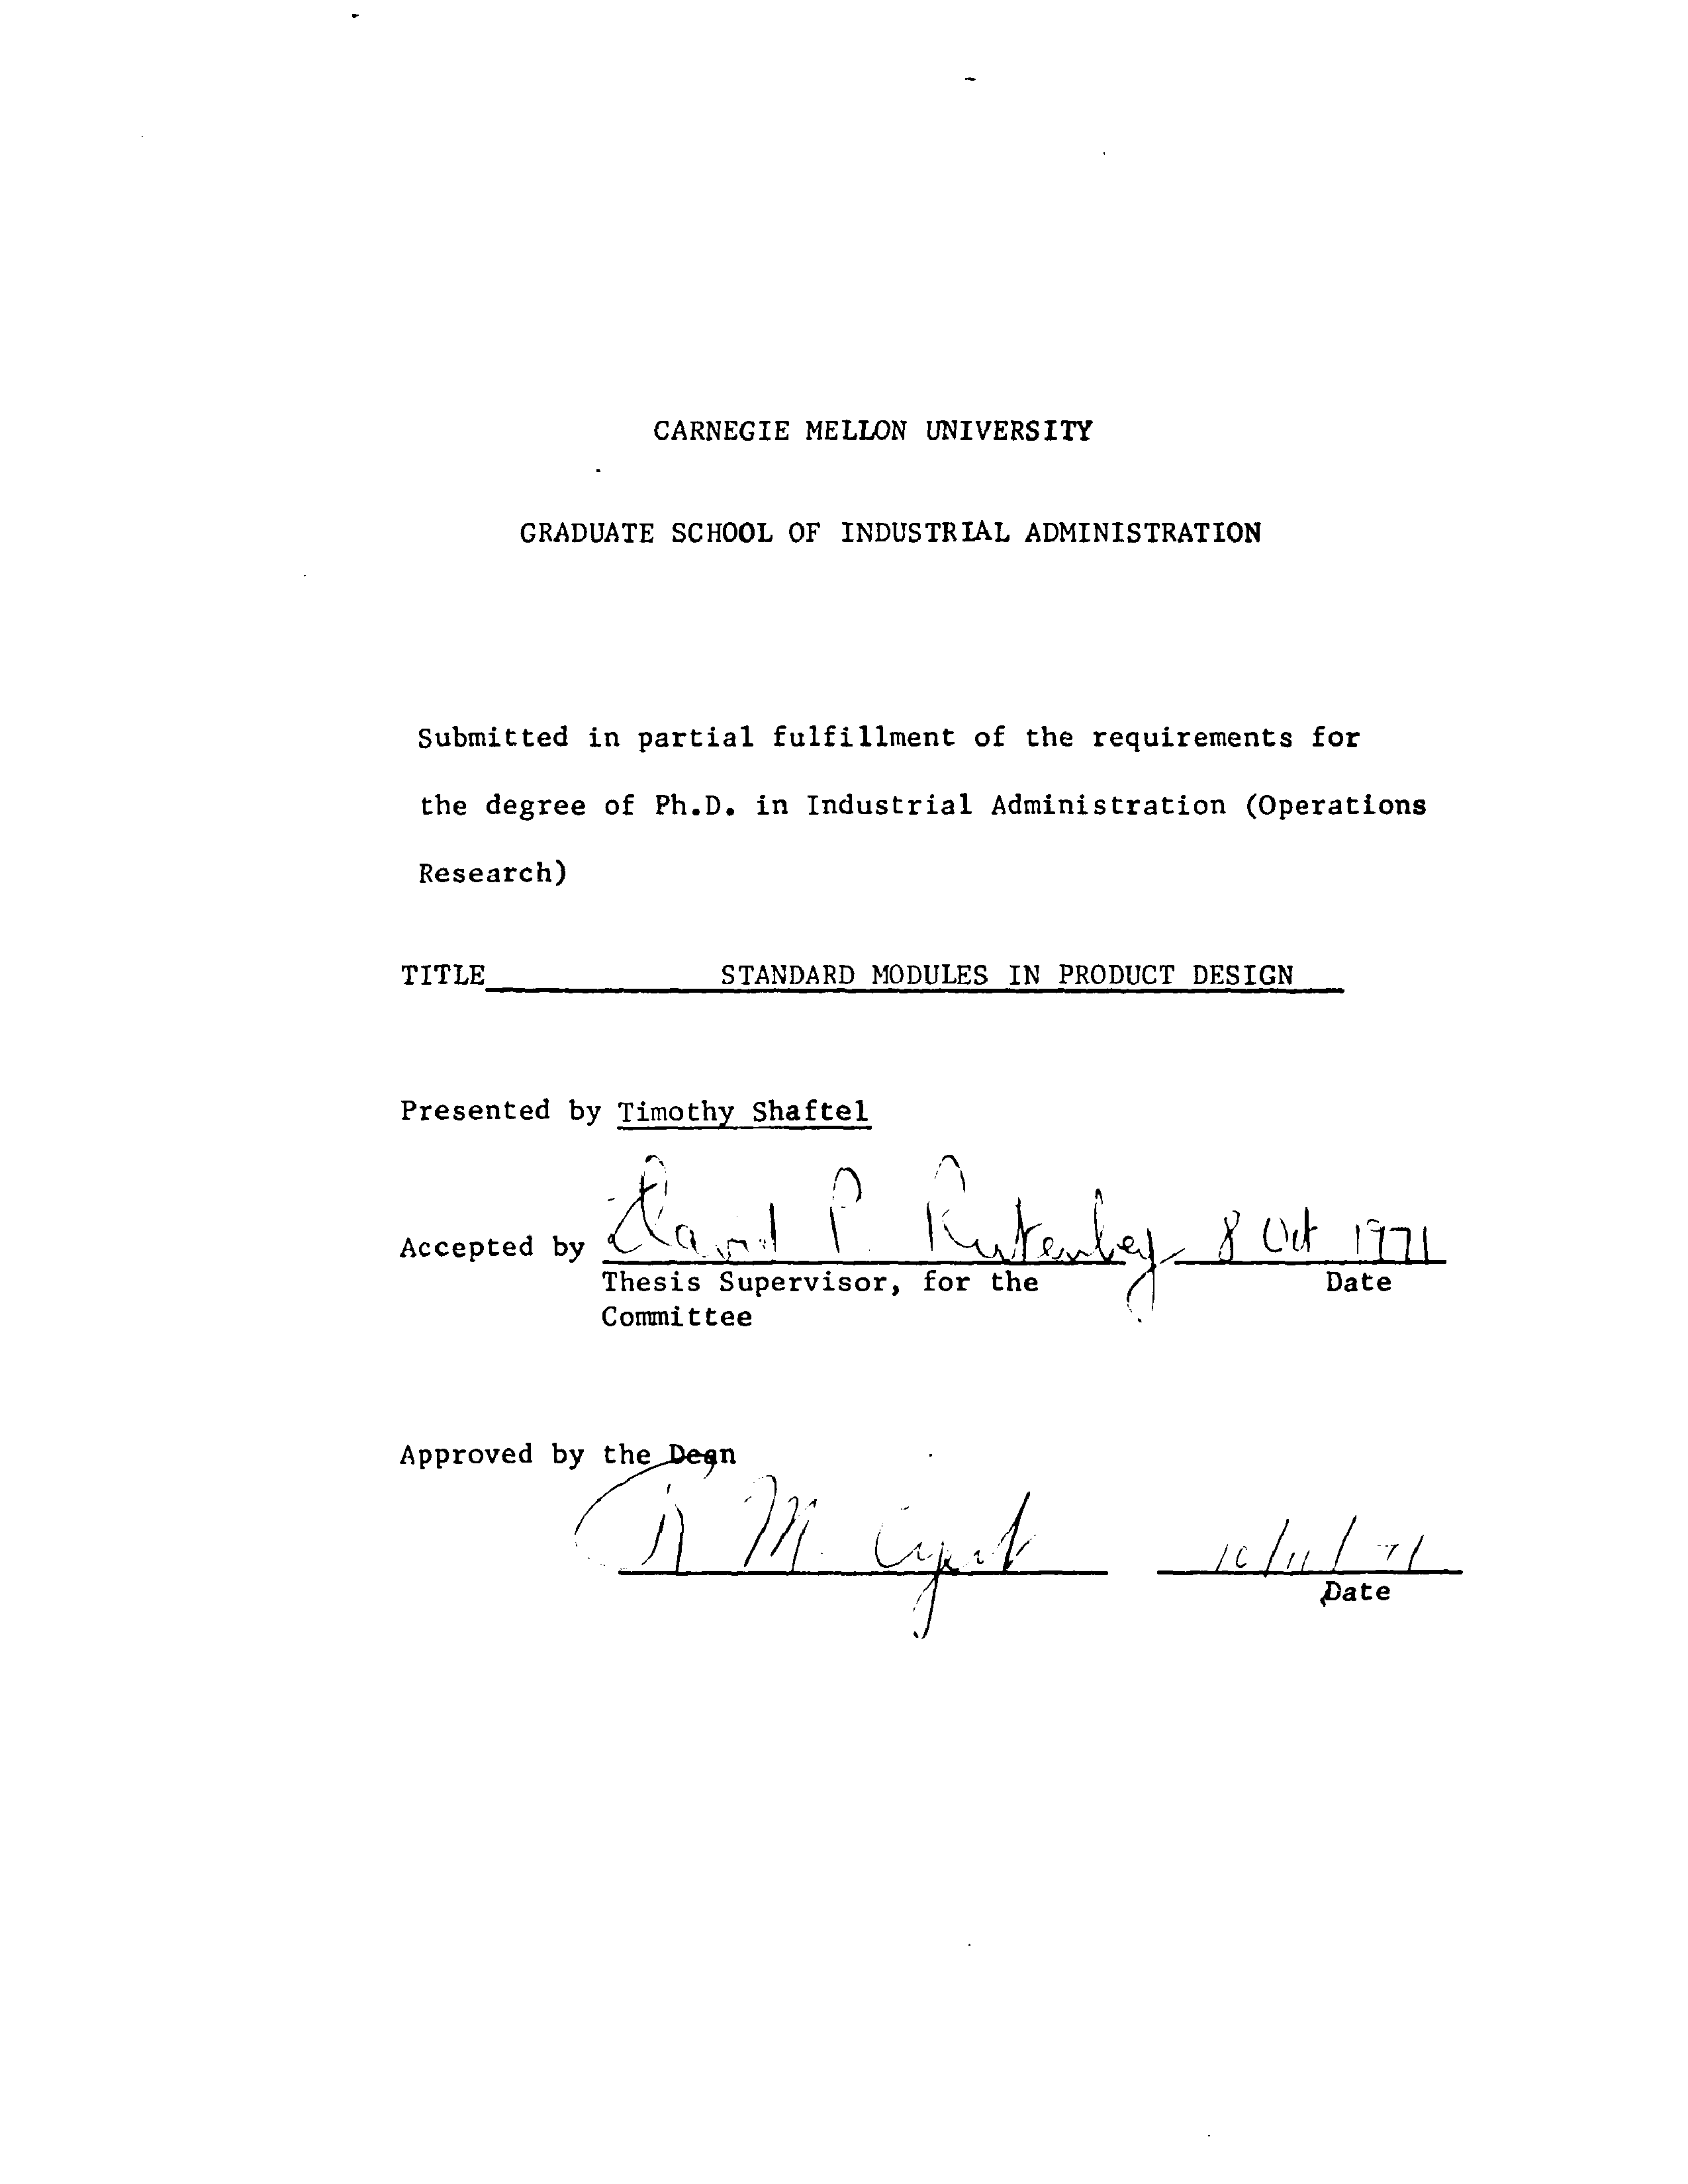 CARNEGIE MELLON UNIVERSITY
GRADUATE SCHOOL OF INDUSTRIAL ADMINISTRATION
Submitted in partial fulfillment of the requirements for
the degree of Ph.D. in Industrial Administration (Operations
Research)
TITLE STANDARD MODULES IN PRODUCT DESIGN
Presented by Timothy Shaftel
Accepted by David P Rutenberg 8 Oct 1971
Thesis Supervisor, for the Date
Committee
Approved by the Dean
R M Cyert 10/11/71
Date